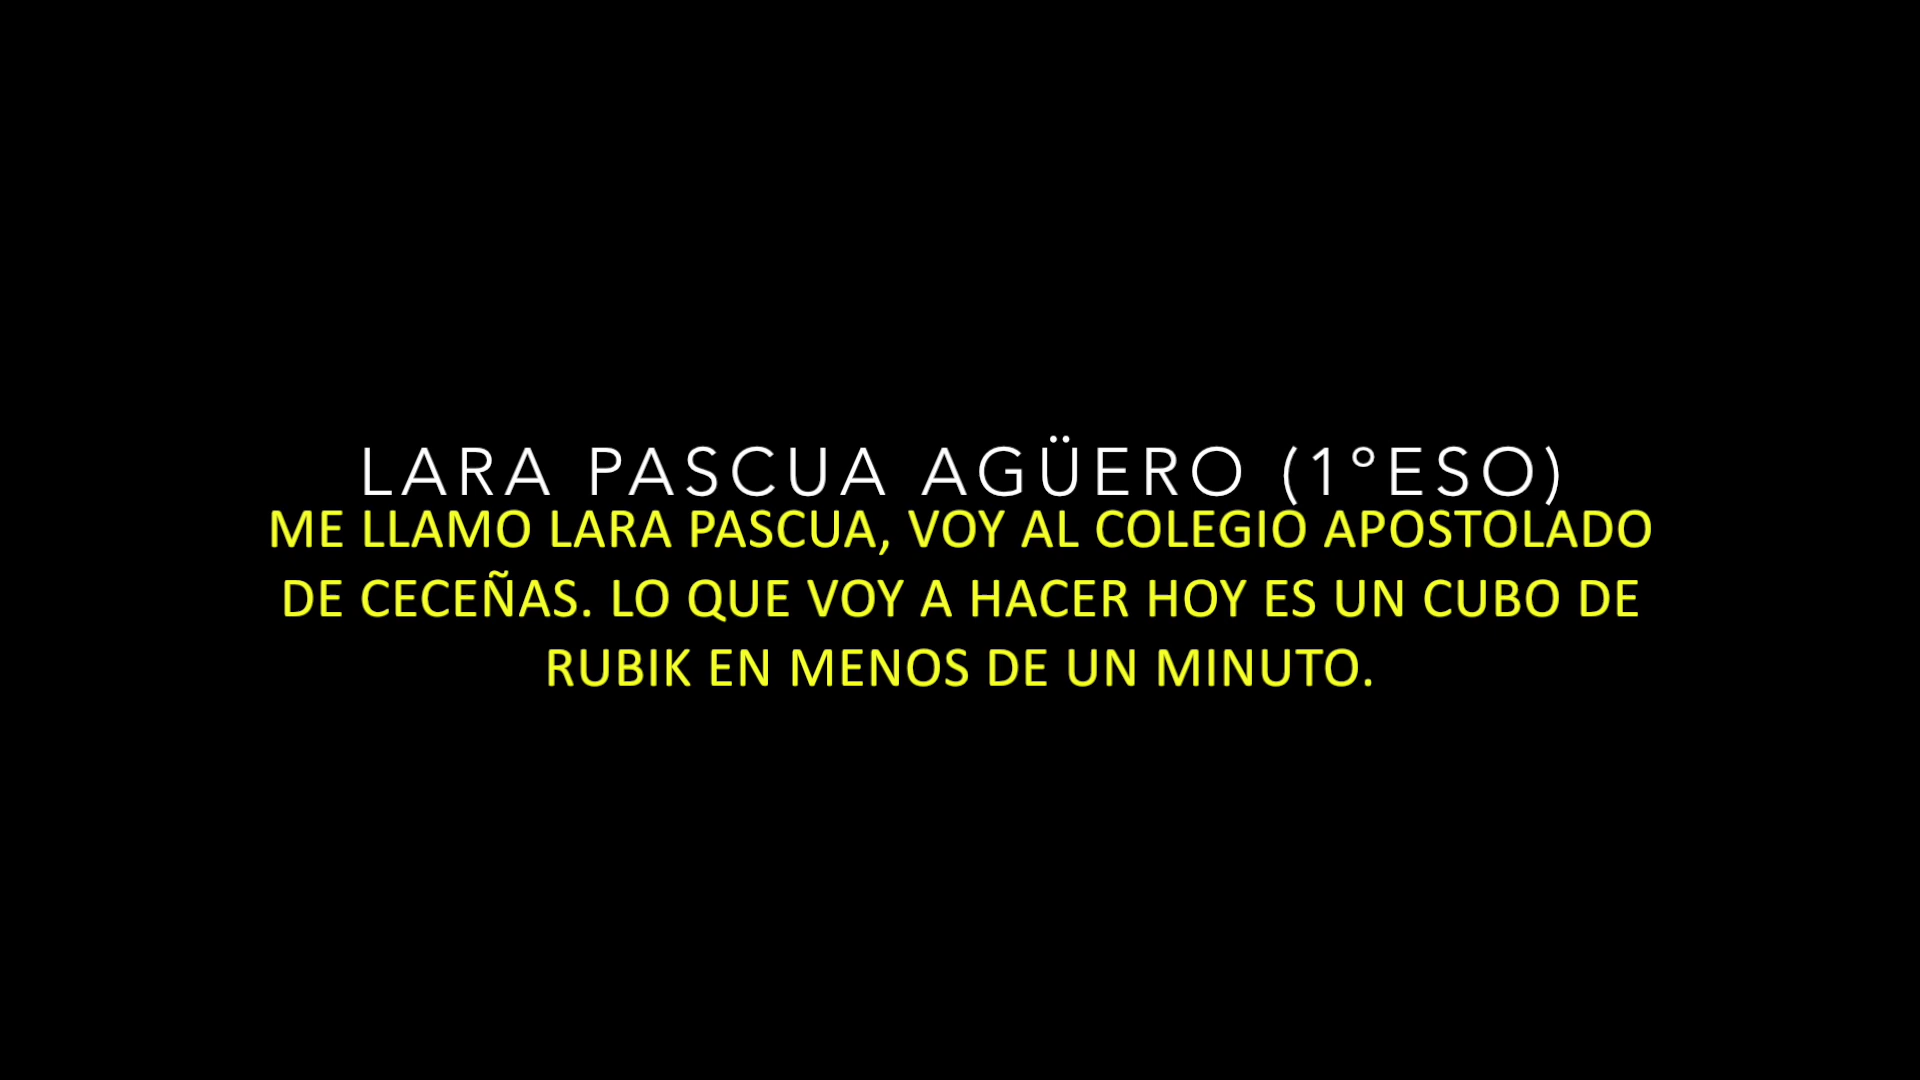 LARA PASCUA AGÜERO (1°ESO)
ME LLAMO LARA PASCUA, VOY AL COLEGIO APOSTOLADO
DE CECEÑAS. LO QUE VOY A HACER HOY ES UN CUBO DE
RUBIK EN MENOS DE UN MINUTO.